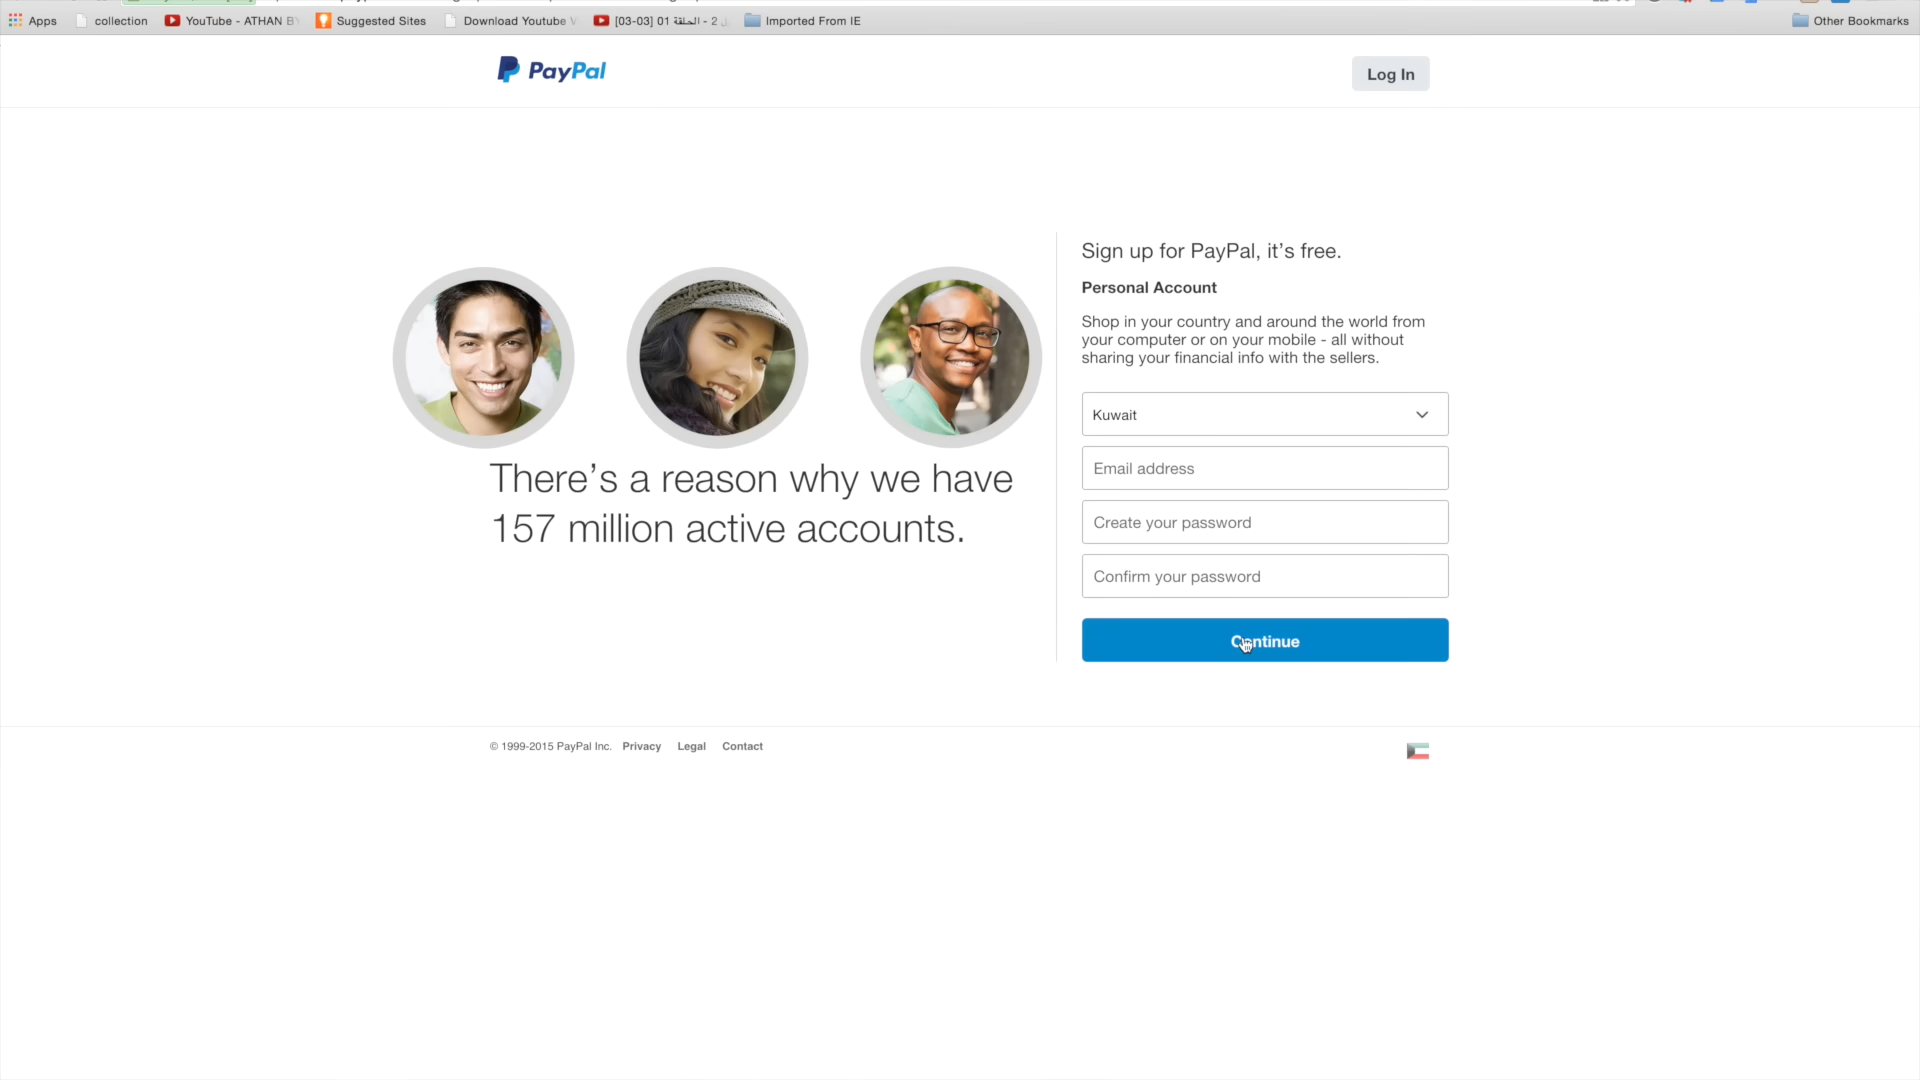 Apps
collection
YouTube - ATHAN B
Suggested Sites
Download Youtube
[03-03] 01 الحلقة - 2
Imported From IE
Other Bookmarks
PayPal
Log In
Sign up for PayPal, it's free.
Personal Account
Shop in your country and around the world from
your computer or on your mobile - all without
sharing your financial info with the sellers.
Kuwait
Email address
Create your password
Confirm your password
Continue
There's a reason why we have
157 million active accounts.
© 1999-2015 PayPal Inc.
Privacy
Legal
Contact